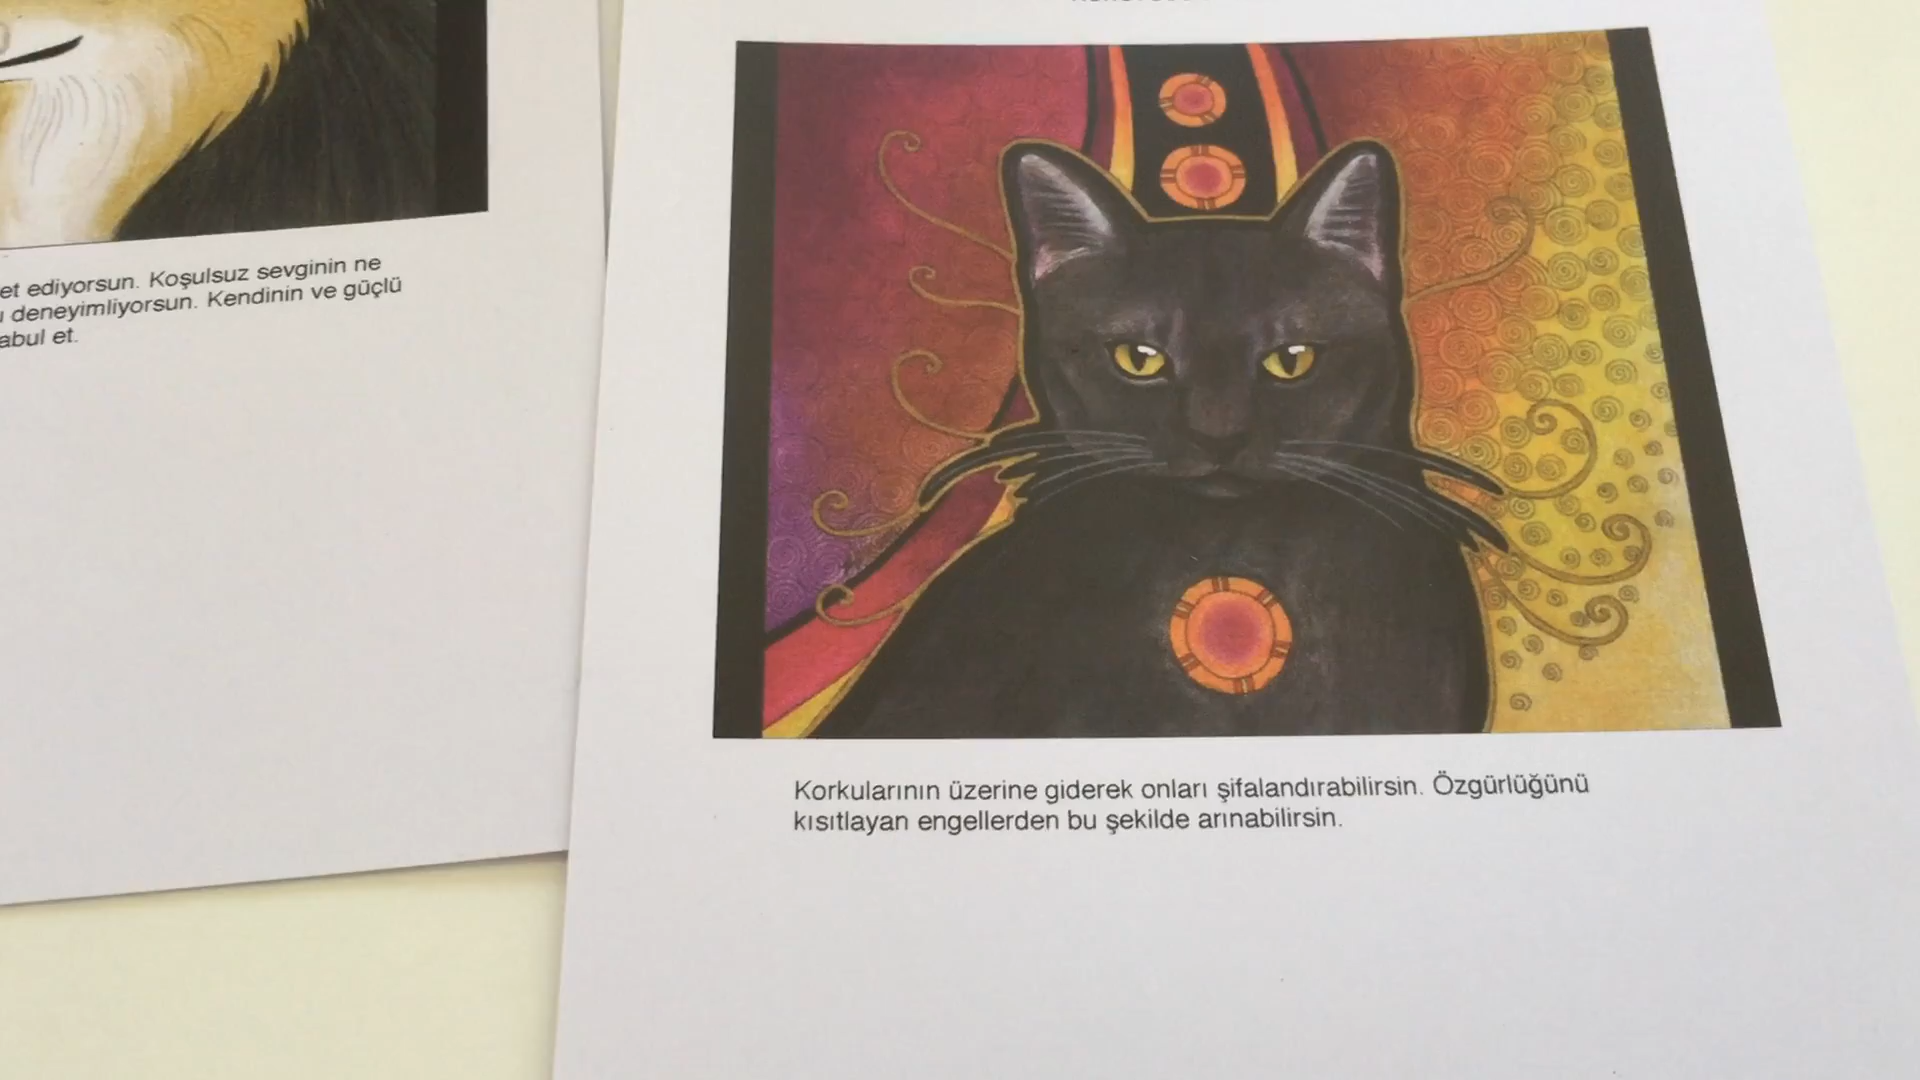 et ediyorsun. Koşulsuz sevginin ne
deneyimliyorsun. Kendinin ve güçlü
abul et.
Korkularının üzerine giderek onları şifalandırabilirsin. Özgürlüğünü
kısıtlayan engellerden bu şekilde arınabilirsin.